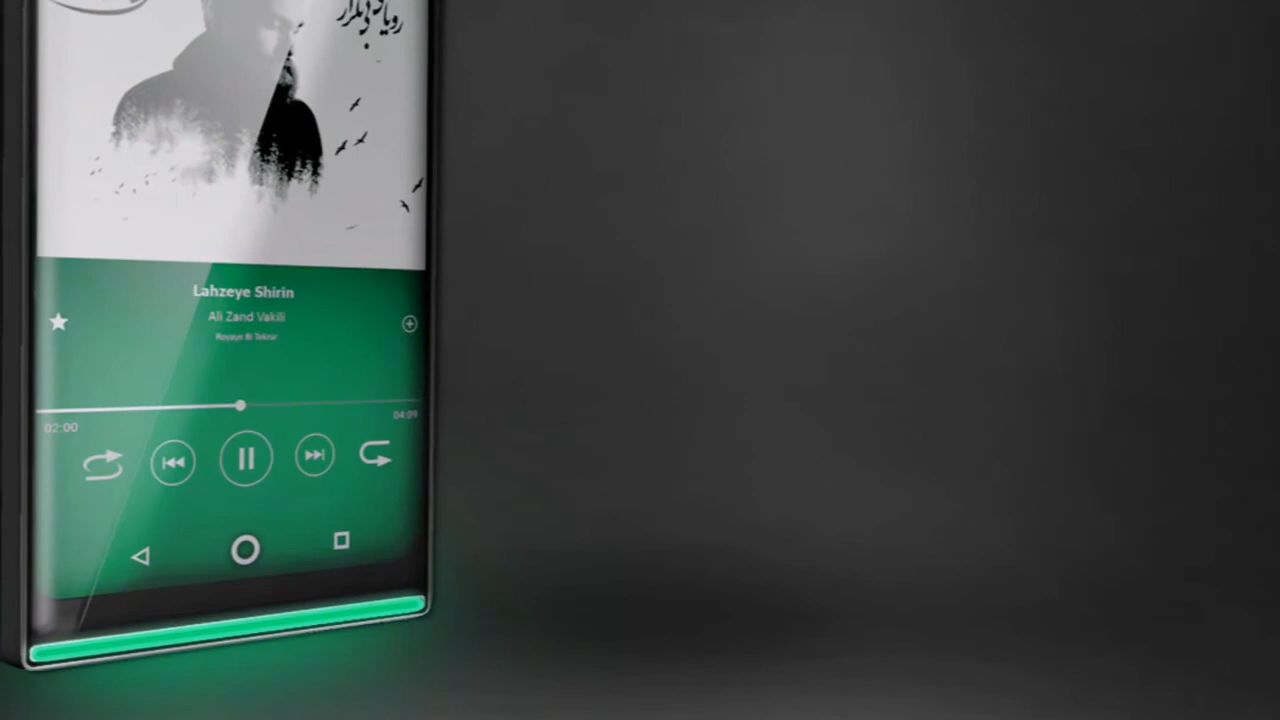 رویای
بی‌تکرار
Lahzeye Shirin
Ali Zand Vakili
Royaye Bi Tekrar
02:00
04:09